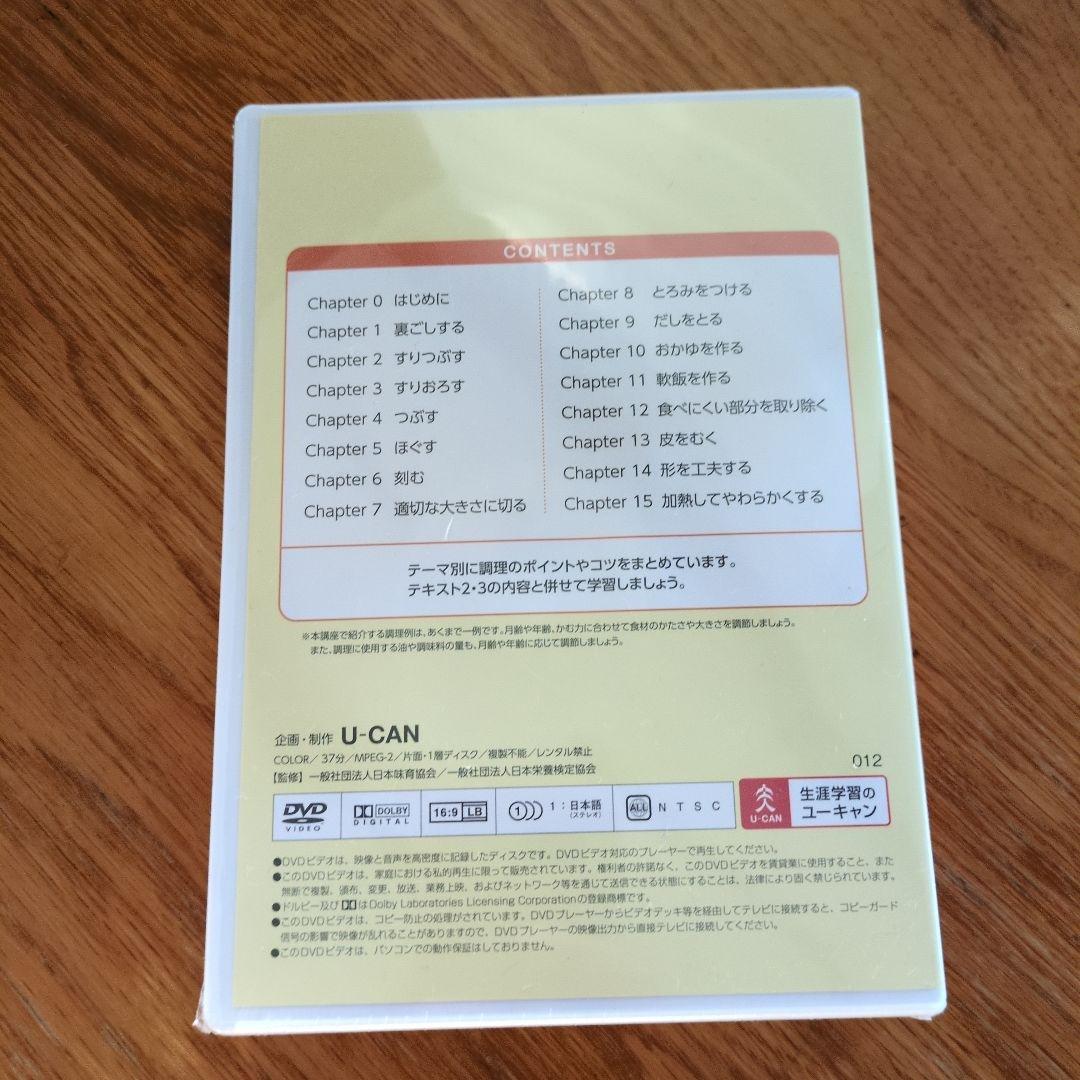 CONTENTS
Chapter 0 はじめに
Chapter 1 裏ごしする
Chapter 2 すりつぶす
Chapter 3 すりおろす
Chapter 4 つぶす
Chapter 5 ほぐす
Chapter 6 刻む
Chapter 7 適切な大きさに切る
Chapter 8 とろみをつける
Chapter 9 だしをとる
Chapter 10 おかゆを作る
Chapter 11 軟飯を作る
Chapter 12 食べにくい部分を取り除く
Chapter 13 皮をむく
Chapter 14 形を工夫する
Chapter 15 加熱してやわらかくする
テーマ別に調理のポイントやコツをまとめています。
テキスト2・3の内容と併せて学習しましょう。
※本講座で紹介する調理例は、あくまで一例です。月齢や年齢、かむ力に合わせて食材のかたさや大きさを調節しましょう。
また、調理に使用する油や調味料の量も、月齢や年齢に応じて調節しましょう。
企画・制作 U-CAN
COLOR/37分/MPEG-2/片面・1層ディスク/複製不能/レンタル禁止
【監修】一般社団法人日本味育協会/一般社団法人日本栄養検定協会
012
DVD VIDEO
DOLBY DIGITAL
16:9 LB
1 1:日本語 (ステレオ)
ALL NTSC
U-CAN
生涯学習の
ユーキャン
●DVDビデオは、映像と音声を高密度に記録したディスクです。DVDビデオ対応のプレーヤーで再生してください。
●このDVDビデオは、家庭における私的再生に限って販売されています。権利者の許諾なく、このDVDビデオを賃貸業に使用すること、また
無断で複製、頒布、変更、放送、業務上映、およびネットワーク等を通じて送信できる状態にすることは、法律により固く禁じられています。
●ドルビー及びはDolby Laboratories Licensing Corporationの登録商標です。
●このDVDビデオは、コピー防止の処理がされています。DVDプレーヤーからビデオデッキ等を経由してテレビに接続すると、コピーガード
信号の影響で映像が乱れることがありますので、DVDプレーヤーの映像出力から直接テレビに接続してください。
●このDVDビデオは、パソコンでの動作保証はしておりません。